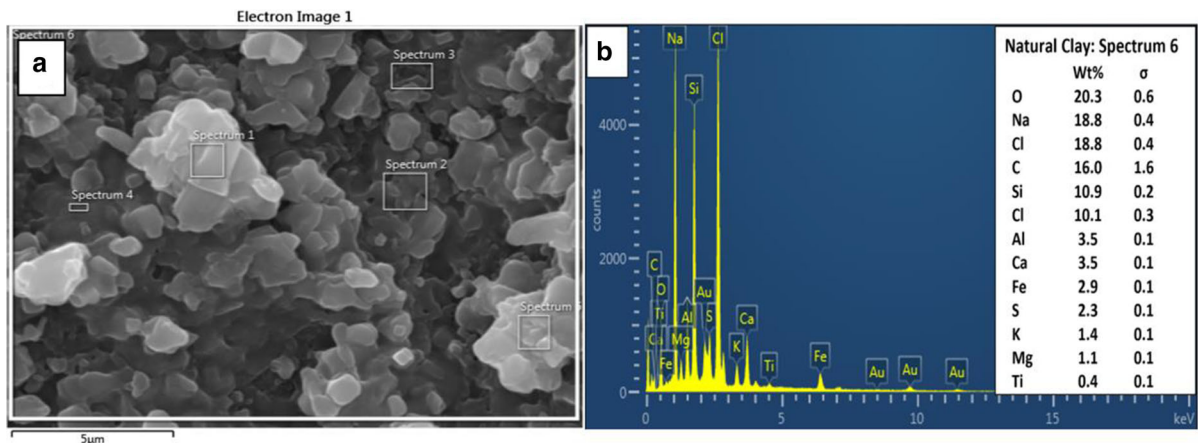 Electron Image 1
Spectrum 6
a
Spectrum 3
Spectrum 1
Spectrum 2
Spectrum 4
Spectrum 5
5μm
b
Na
Cl
Si
C
O
Au
Ti
Al
S
Ca
Ca
Mg
Fe
K
Ti
Fe
Au
Au
Au
counts
4000
2000
0
0
5
10
15
keV
Natural Clay: Spectrum 6
Wt% σ
O 20.3 0.6
Na 18.8 0.4
Cl 18.8 0.4
C 16.0 1.6
Si 10.9 0.2
Cl 10.1 0.3
Al 3.5 0.1
Ca 3.5 0.1
Fe 2.9 0.1
S 2.3 0.1
K 1.4 0.1
Mg 1.1 0.1
Ti 0.4 0.1